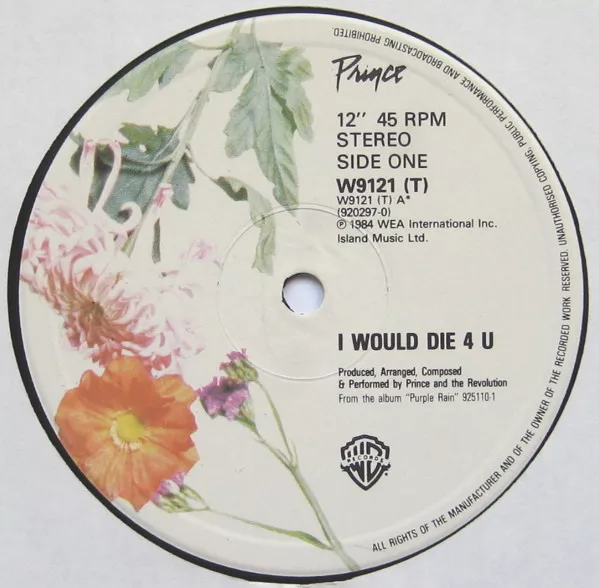 Prince
12" 45 RPM
STEREO
SIDE ONE
W9121 (T)
W9121 (T) A*
(920297-0)
℗ 1984 WEA International Inc.
Island Music Ltd.
I WOULD DIE 4 U
Produced, Arranged, Composed
& Performed by Prince and the Revolution
From the album "Purple Rain" 925110-1
WB
RECORDS
ALL RIGHTS OF THE MANUFACTURER AND OF THE OWNER OF THE RECORDED WORK RESERVED. UNAUTHORISED COPYING, PUBLIC PERFORMANCE AND BROADCASTING PROHIBITED.